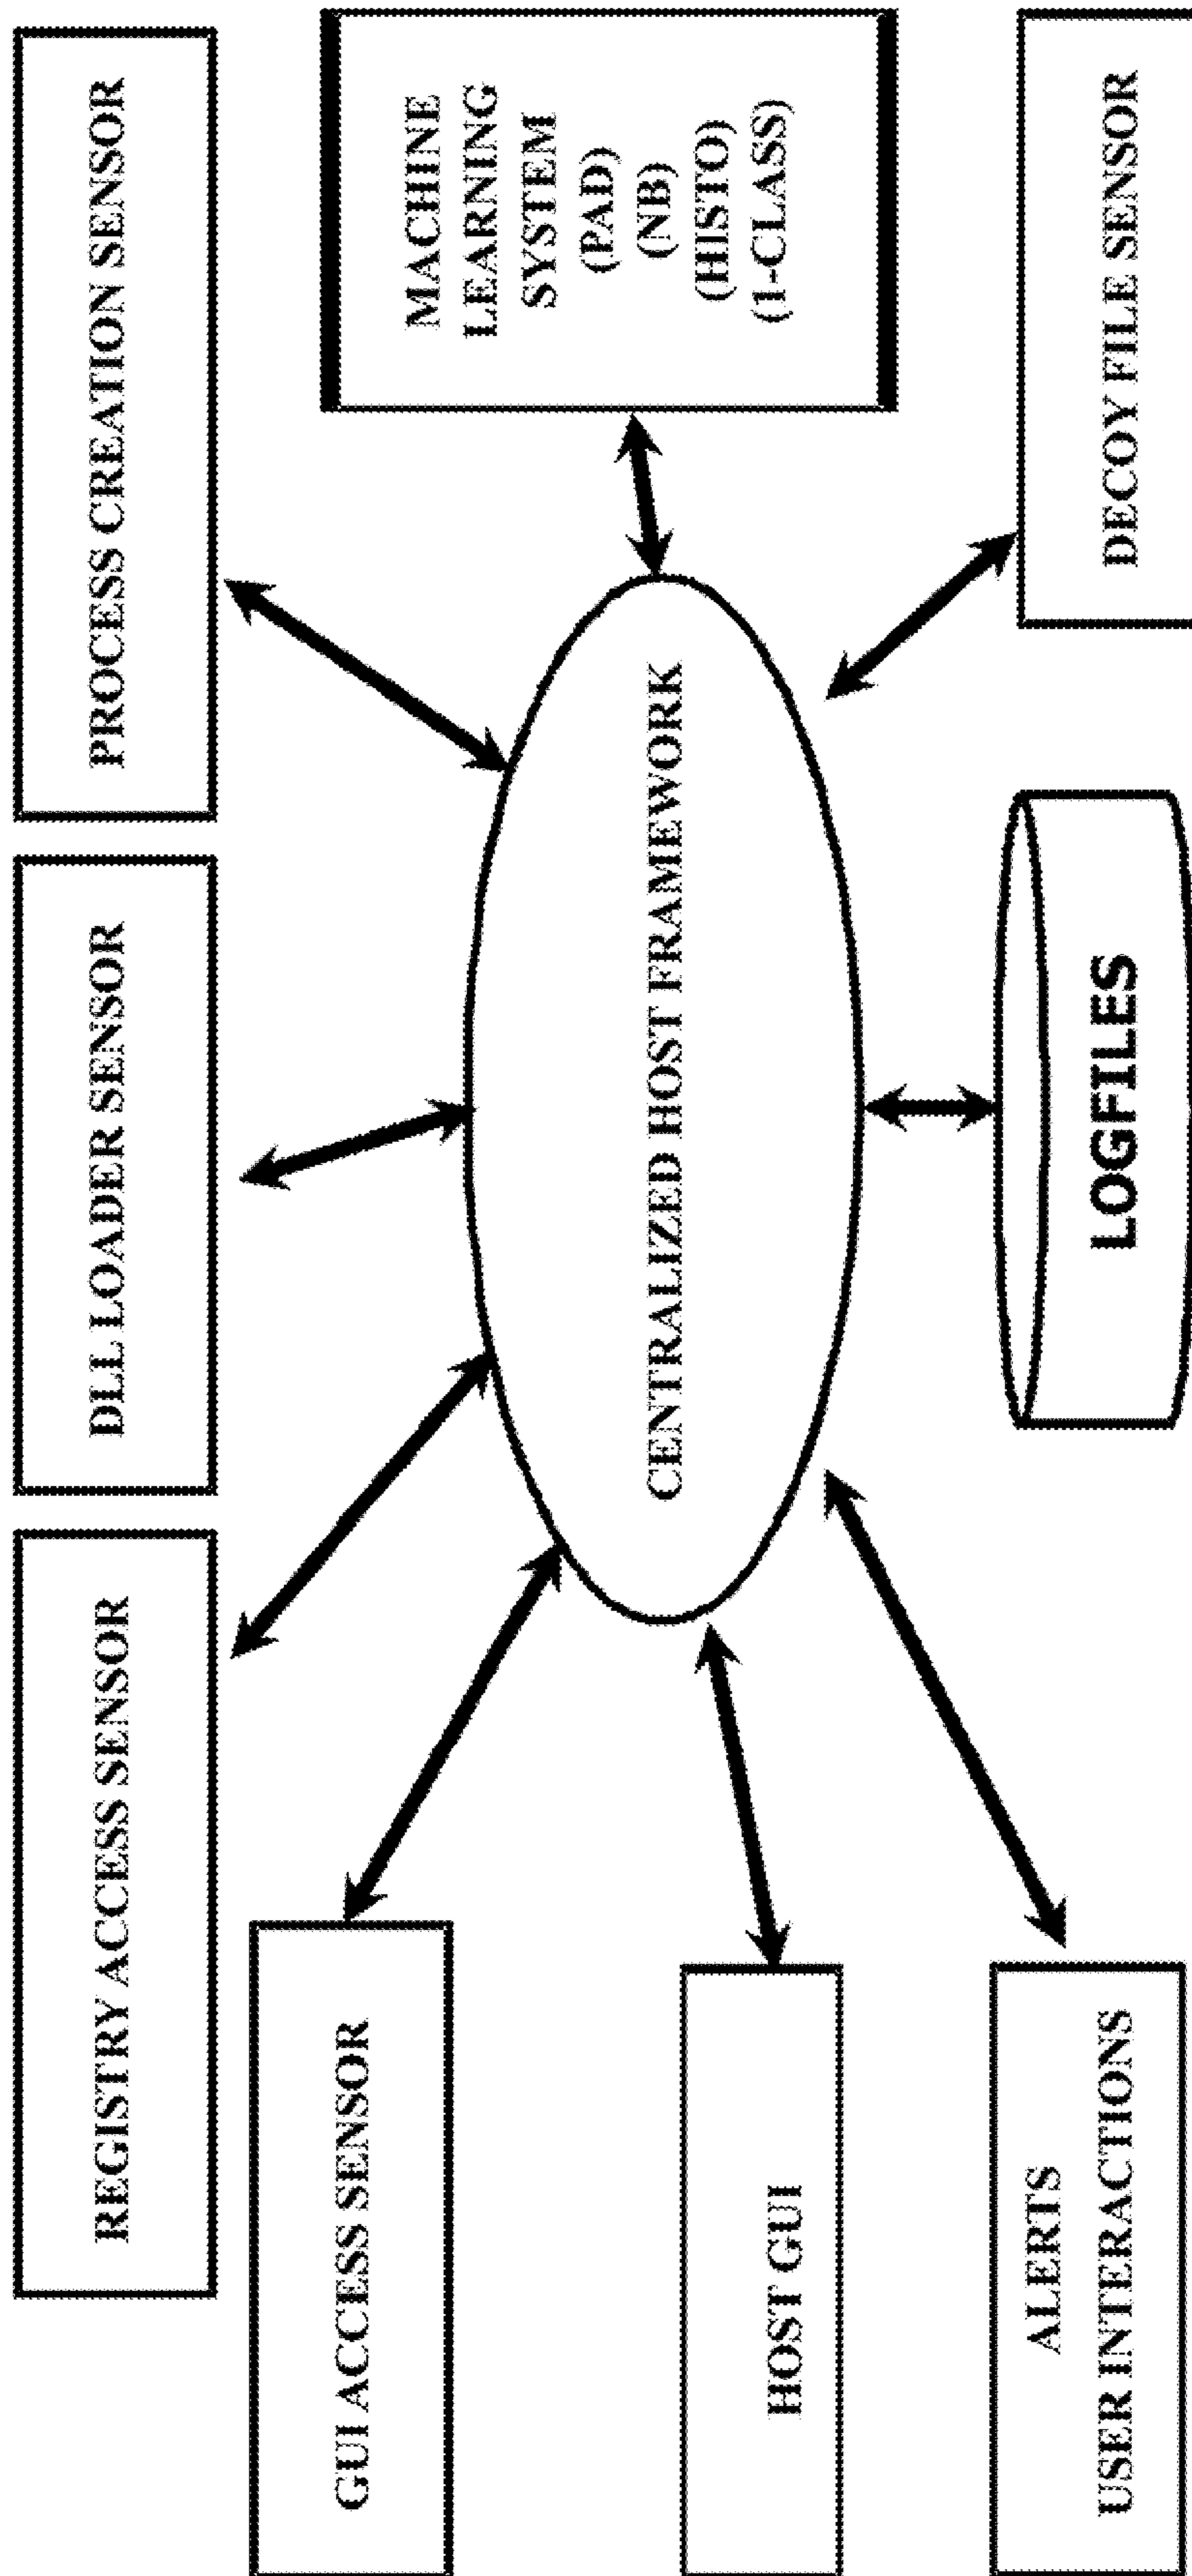 REGISTRY ACCESS SENSOR
DLL LOADER SENSOR
PROCESS CREATION SENSOR
GUI ACCESS SENSOR
MACHINE
LEARNING
SYSTEM
(PAD)
(NB)
(HISTO)
(1-CLASS)
CENTRALIZED HOST FRAMEWORK
HOST GUI
ALERTS
USER INTERACTIONS
LOGFILES
DECOY FILE SENSOR